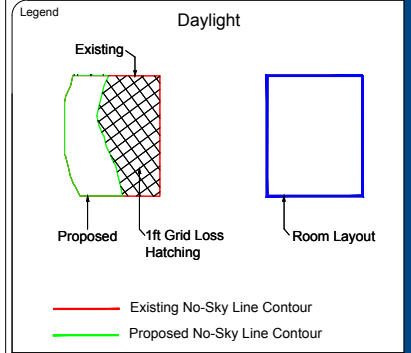 Legend
Daylight
Existing
Proposed
1ft Grid Loss
Hatching
Room Layout
Existing No-Sky Line Contour
Proposed No-Sky Line Contour